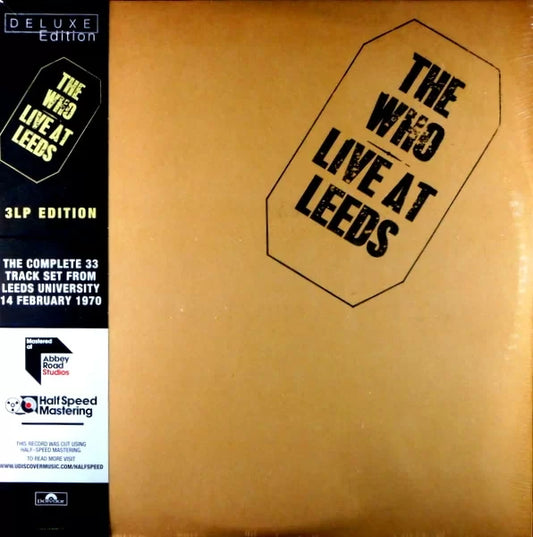 DELUXE
Edition
THE
WHO
LIVE AT
LEEDS
3LP EDITION
THE COMPLETE 33
TRACK SET FROM
LEEDS UNIVERSITY
14 FEBRUARY 1970
Mastered
at
Abbey
Road
Studios
Half Speed
Mastering
THIS RECORD WAS CUT USING
HALF-SPEED MASTERING
TO READ MORE VISIT
WWW.UDISCOVERMUSIC.COM/HALFSPEED
Polydor
THE
WHO
LIVE AT
LEEDS